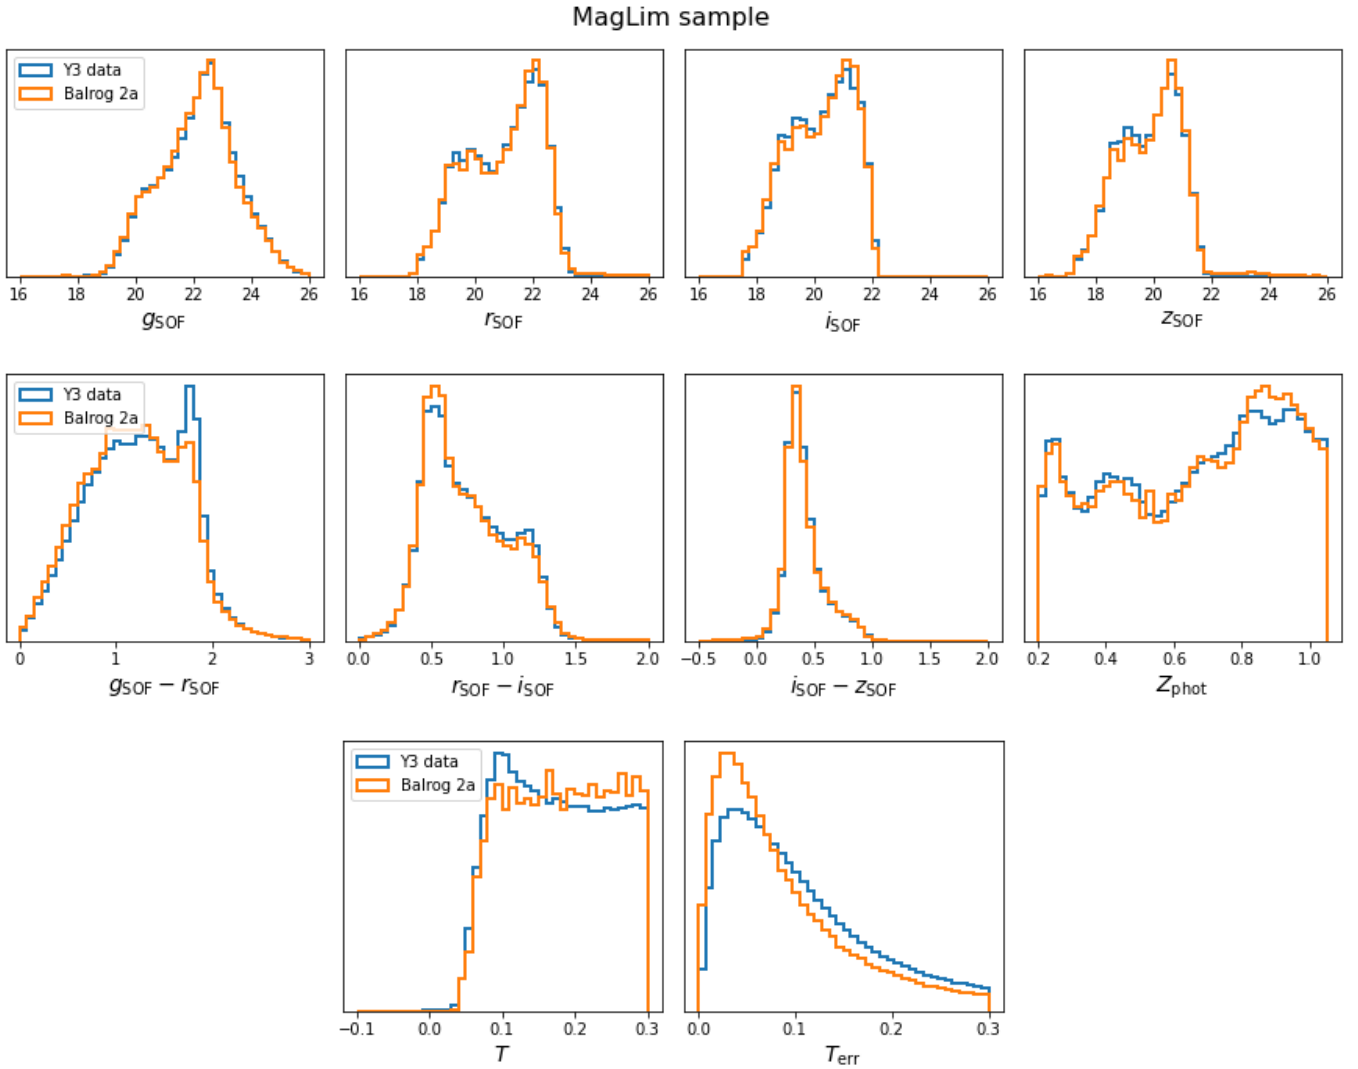 MagLim sample
Y3 data
Balrog 2a
16 18 20 22 24 26
16 18 20 22 24 26
16 18 20 22 24 26
16 18 20 22 24 26
g_SOF
r_SOF
i_SOF
z_SOF
Y3 data
Balrog 2a
0 1 2 3
0.0 0.5 1.0 1.5 2.0
−0.5 0.0 0.5 1.0 1.5 2.0
0.2 0.4 0.6 0.8 1.0
g_SOF − r_SOF
r_SOF − i_SOF
i_SOF − z_SOF
Z_phot
Y3 data
Balrog 2a
−0.1 0.0 0.1 0.2 0.3
0.0 0.1 0.2 0.3
T
T_err